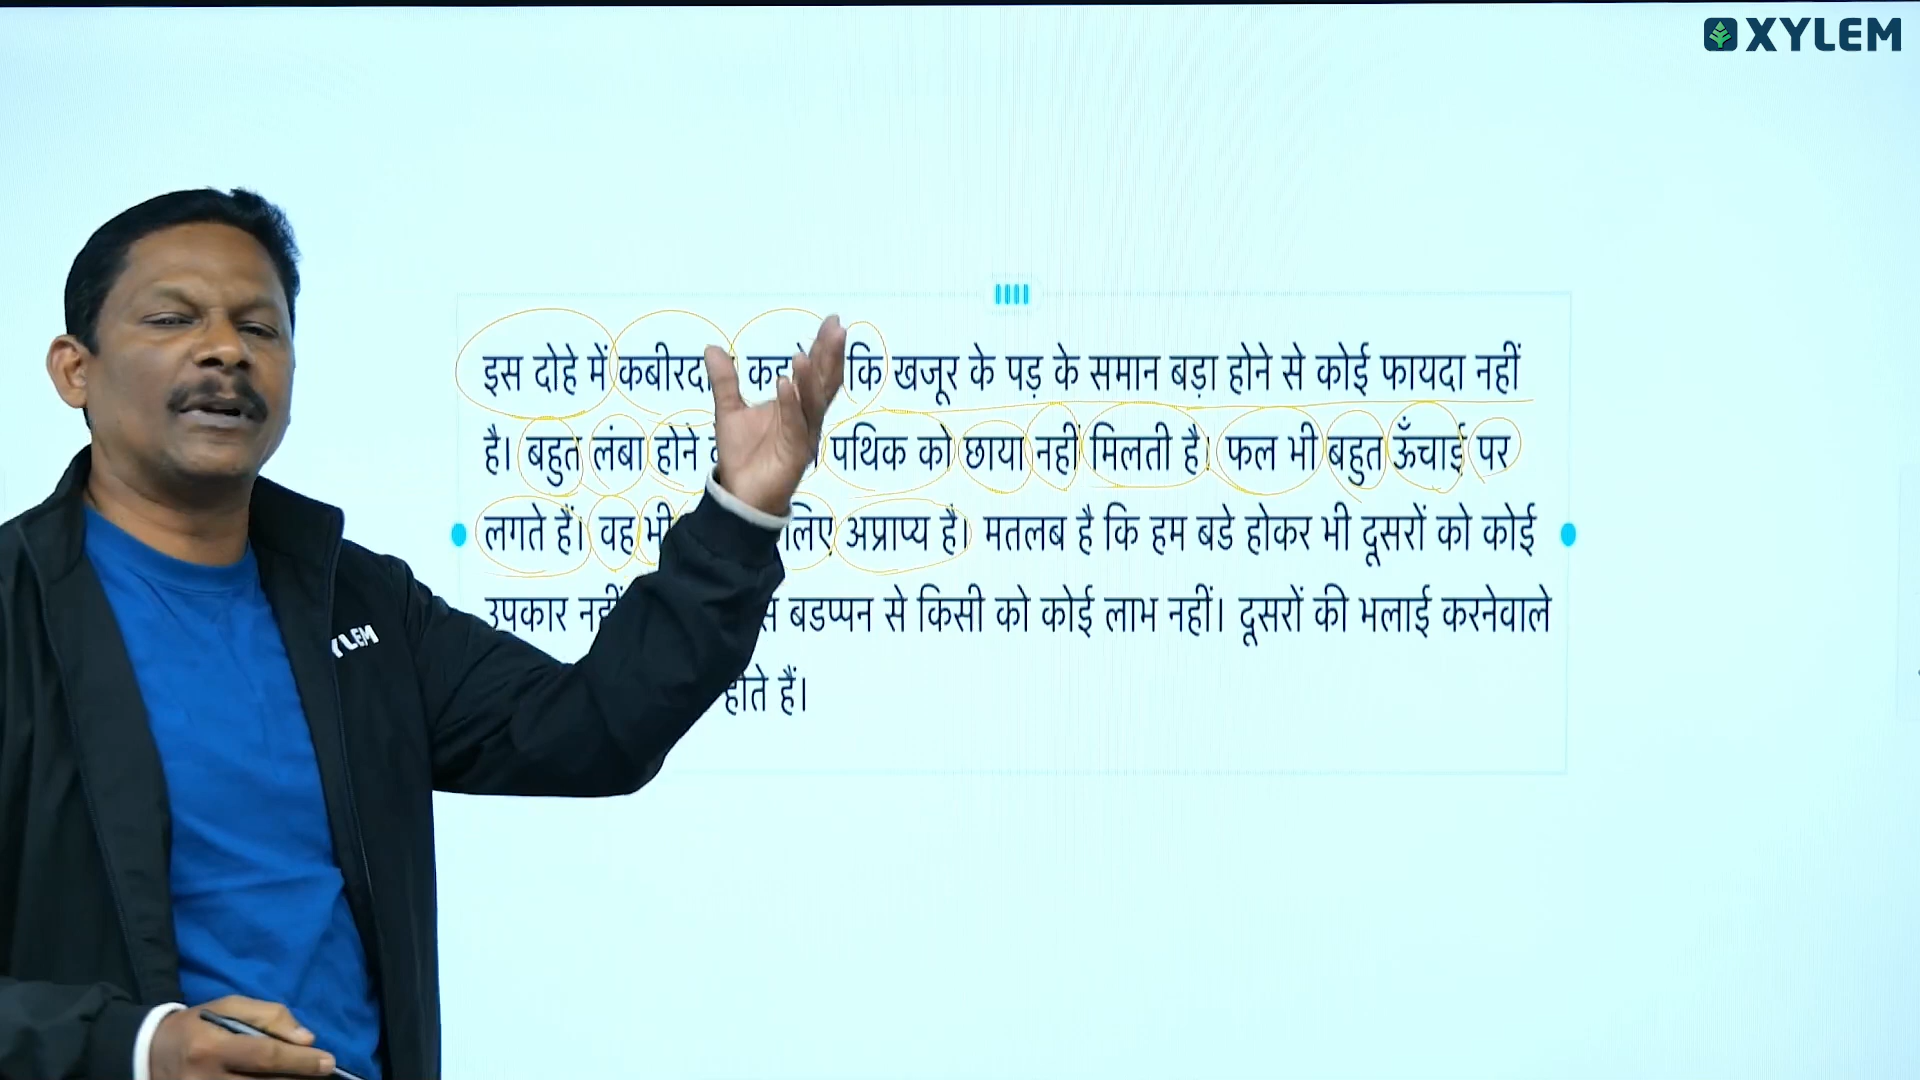 XYLEM
इस दोहे में कबीरदा कि खजूर के पड़ के समान बड़ा होने से कोई फायदा नहीं
है। बहुत लंबा होने पथिक को छाया नहीं मिलती है। फल भी बहुत ऊँचाई पर
लगते हैं। वह भी लिए अप्राप्य है। मतलब है कि हम बडे होकर भी दूसरों को कोई
उपकार बडप्पन से किसी को कोई लाभ नहीं। दूसरों की भलाई करनेवाले
होते हैं।
YLEM